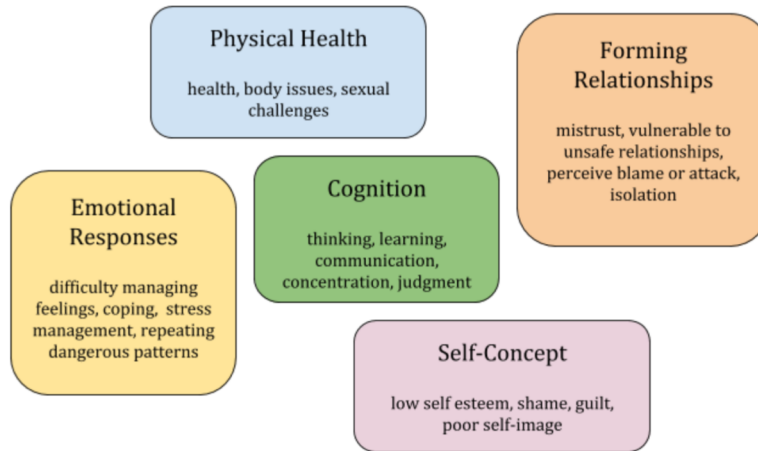 Physical Health
health, body issues, sexual
challenges
Forming
Relationships
mistrust, vulnerable to
unsafe relationships,
perceive blame or attack,
isolation
Cognition
thinking, learning,
communication,
concentration, judgment
Emotional
Responses
difficulty managing
feelings, coping, stress
management, repeating
dangerous patterns
Self-Concept
low self esteem, shame, guilt,
poor self-image